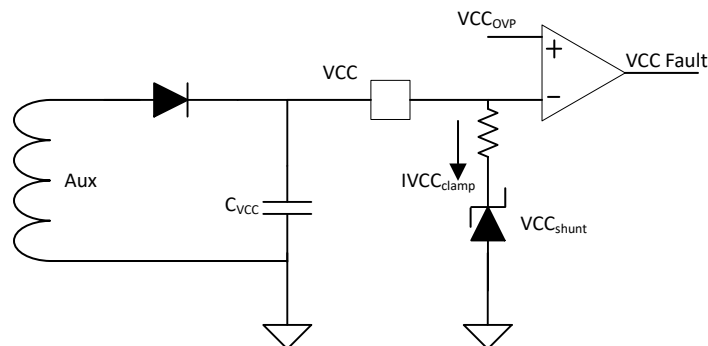 VCC_OVP
+
VCC Fault
VCC
−
Aux
IVCC_clamp
C_VCC
VCC_shunt